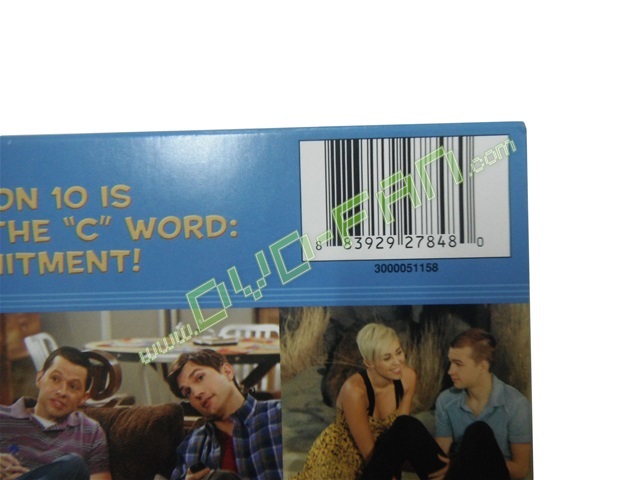 ON 10 IS
THE "C" WORD:
MITMENT!
8 83929 27848 0
3000051158
www.DVD-FAN.com